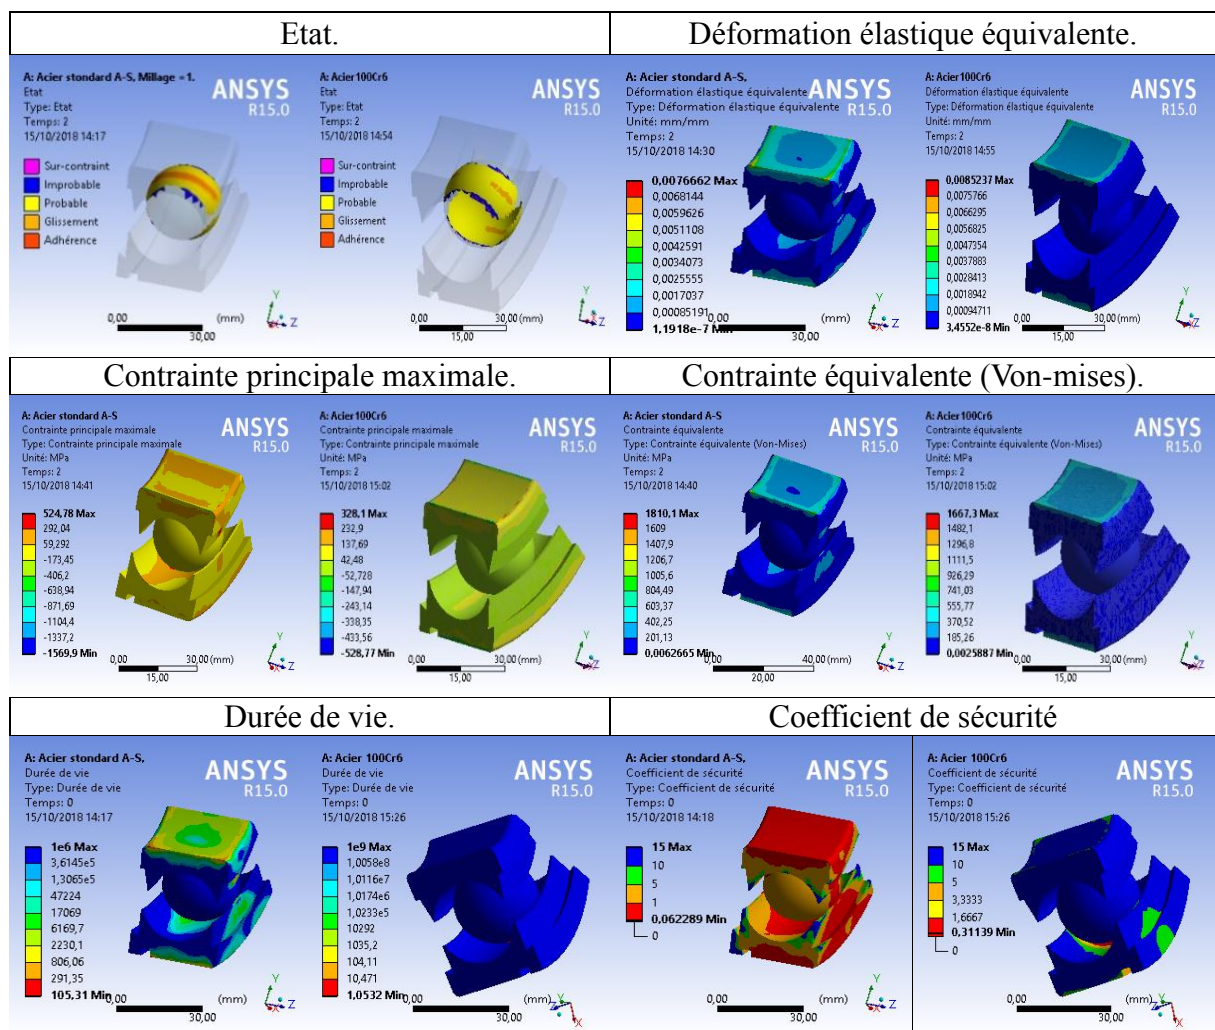 Etat.
Déformation élastique équivalente.
A: Acier stondard A-S, Millage = 1.
Etat
Type: Etat
Temps: 2
15/10/2018 14:17
ANSYS
R15.0
Sur-contraint
Improbable
Probable
Glissement
Adhérence
0,00
30,00
(mm)
Y
Z
A: Acier100Cr6
Etat
Type: Etat
Temps: 2
15/10/2018 14:54
ANSYS
R15.0
Sur-contraint
Improbable
Probable
Glissement
Adhérence
0,00
15,00
30,00 (mm)
Y
Z
A: Acier standard A-S,
Déformation élastique équivalente
Type: Déformation élastique équivalente
Unité: mm/mm
Temps: 2
15/10/2018 14:30
ANSYS
R15.0
0,0076662 Max
0,0068144
0,0059626
0,0051108
0,0042591
0,0034073
0,0025555
0,0017037
0,00085191
1,1918e-7 Min
0,00
30,00
(mm)
Y
X
Z
A: Acier100Cr6
Déformation élastique équivalente
Type: Déformation élastique équivalente
Unité: mm/mm
Temps: 2
15/10/2018 14:55
ANSYS
R15.0
0,0085237 Max
0,0075766
0,0066295
0,0056825
0,0047354
0,0037883
0,0028413
0,0018942
0,00094711
3,4552e-8 Min
0,00
15,00
30,00 (mm)
Y
X
Z
Contrainte principale maximale.
Contrainte équivalente (Von-mises).
A: Acier stondard A-S
Contrainte principale maximale
Type: Contrainte principale maximale
Unité: MPa
Temps: 2
15/10/2018 14:41
ANSYS
R15.0
524,78 Max
292,04
59,292
-173,45
-406,2
-638,94
-871,69
-1104,4
-1337,2
-1569,9 Min
0,00
15,00
30,00 (mm)
Y
X
Z
A: Acier100Cr6
Contrainte principale maximale
Type: Contrainte principale maximale
Unité: MPa
Temps: 2
15/10/2018 15:02
ANSYS
R15.0
328,1 Max
232,9
137,69
42,48
-52,728
-147,94
-243,14
-338,35
-433,56
-528,77 Min
0,00
15,00
30,00 (mm)
Y
Z
A: Acier stondard A-S
Contrainte équivalente
Type: Contrainte équivalente (Von-Mises)
Unité: MPa
Temps: 2
15/10/2018 14:40
ANSYS
R15.0
1810,1 Max
1609
1407,9
1206,7
1005,6
804,49
603,37
402,25
201,13
0,0062665 Min
0,00
20,00
40,00 (mm)
Y
X
Z
A: Acier100Cr6
Contrainte équivalente
Type: Contrainte équivalente (Von-Mises)
Unité: MPa
Temps: 2
15/10/2018 15:02
ANSYS
R15.0
1667,3 Max
1482,1
1296,8
1111,5
926,29
741,03
555,77
370,52
185,26
0,0025887 Min
0,00
15,00
30,00 (mm)
Y
X
Z
Durée de vie.
Coefficient de sécurité
A: Acier stondard A-S,
Durée de vie
Type: Durée de vie
Temps: 0
15/10/2018 14:17
ANSYS
R15.0
1e6 Max
3,6145e5
1,3065e5
47224
17069
6169,7
2230,1
806,06
291,35
105,31 Min
0,00
30,00
(mm)
Y
X
Z
A: Acier 100Cr6
Durée de vie
Type: Durée de vie
Temps: 0
15/10/2018 15:26
ANSYS
R15.0
1e9 Max
1,0058e8
1,0116e7
1,0174e6
1,0233e5
10292
1035,2
104,11
10,471
1,0532 Min
0,00
30,00
(mm)
Z
X
A: Acier stondard A-S,
Coefficient de sécurité
Type: Coefficient de sécurité
Temps: 0
15/10/2018 14:18
ANSYS
R15.0
15 Max
10
5
1
0,062289 Min
0
0,00
30,00
(mm)
Y
X
Z
A: Acier 100Cr6
Coefficient de sécurité
Type: Coefficient de sécurité
Temps: 0
15/10/2018 15:26
ANSYS
R15.0
15 Max
10
5
3,3333
1,6667
0,31139 Min
0
0,00
30,00
(mm)
Z
X